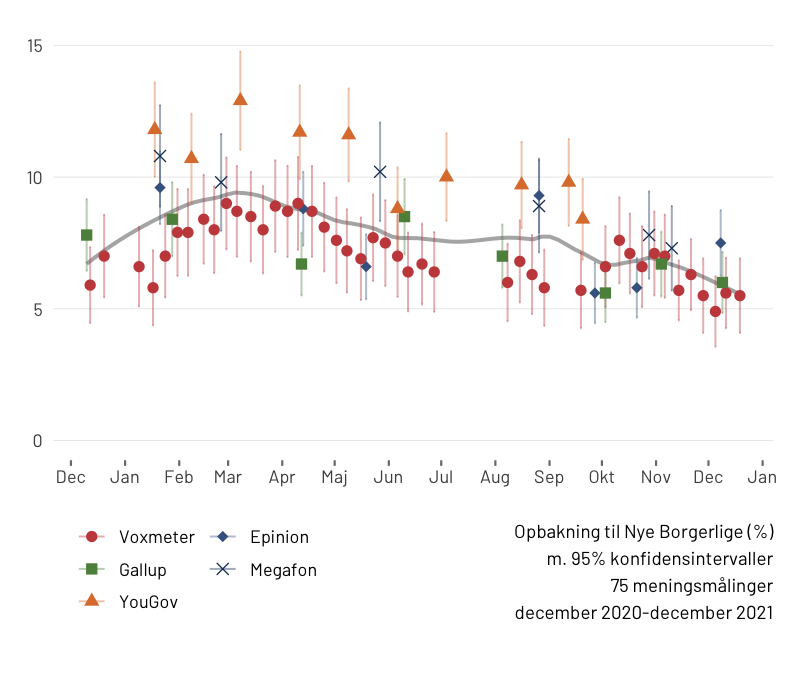 15
10
5
0
Dec Jan Feb Mar Apr Maj Jun Jul Aug Sep Okt Nov Dec Jan
Voxmeter Epinion
Gallup Megafon
YouGov
Opbakning til Nye Borgerlige (%)
m. 95% konfidensintervaller
75 meningsmålinger
december 2020-december 2021